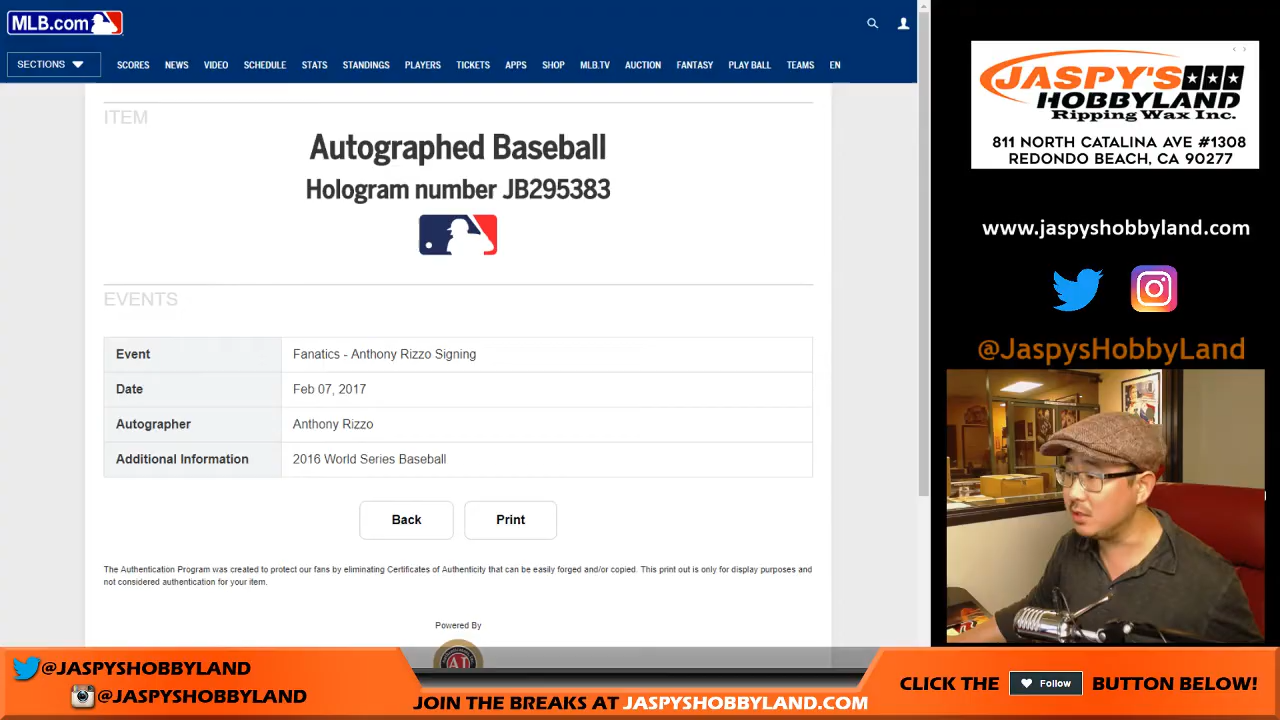 MLB.com
SECTIONS
SCORES NEWS VIDEO SCHEDULE STATS STANDINGS PLAYERS TICKETS APPS SHOP MLB.TV AUCTION FANTASY PLAY BALL TEAMS EN
ITEM
Autographed Baseball
Hologram number JB295383
EVENTS
Event Fanatics - Anthony Rizzo Signing
Date Feb 07, 2017
Autographer Anthony Rizzo
Additional Information 2016 World Series Baseball
Back Print
The Authentication Program was created to protect our fans by eliminating Certificates of Authenticity that can be easily forged and/or copied. This print out is only for display purposes and
not considered authentication for your item.
Powered By
AT
JASPY'S
HOBBYLAND
Ripping Wax Inc.
811 NORTH CATALINA AVE #1308
REDONDO BEACH, CA 90277
www.jaspyshobbyland.com
@JaspysHobbyLand
@JASPYSHOBBYLAND
@JASPYSHOBBYLAND
JOIN THE BREAKS AT JASPYSHOBBYLAND.COM
CLICK THE Follow BUTTON BELOW!